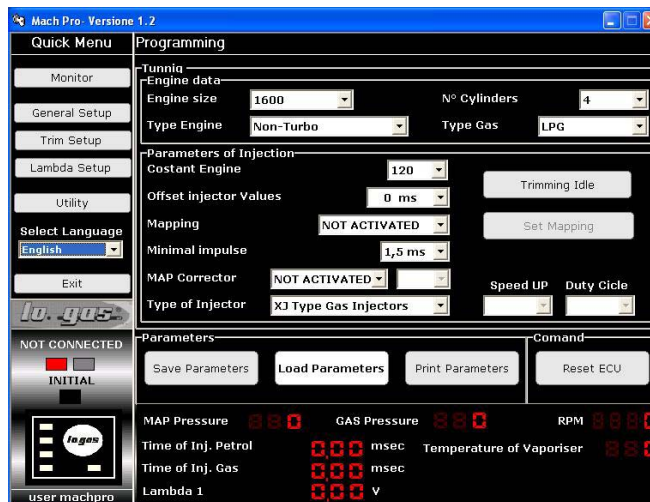 Mach Pro- Versione 1.2
Quick Menu
Programming
Monitor
General Setup
Trim Setup
Lambda Setup
Utility
Select Language
English
Exit
lo. .gas.
NOT CONNECTED
INITIAL
lo gas
user machpro
Tunniq
Engine data
Engine size 1600 N° Cylinders 4
Type Engine Non-Turbo Type Gas LPG
Parameters of Injection
Costant Engine 120
Offset injector Values 0 ms
Trimming Idle
Mapping NOT ACTIVATED
Set Mapping
Minimal impulse 1,5 ms
MAP Corrector NOT ACTIVATED
Speed UP Duty Cicle
Type of Injector XJ Type Gas Injectors
Parameters
Comand
Save Parameters Load Parameters Print Parameters Reset ECU
MAP Pressure 0 GAS Pressure 0 RPM
Time of Inj. Petrol 0,00 msec Temperature of Vaporiser
Time of Inj. Gas 0,00 msec
Lambda 1 0,00 V